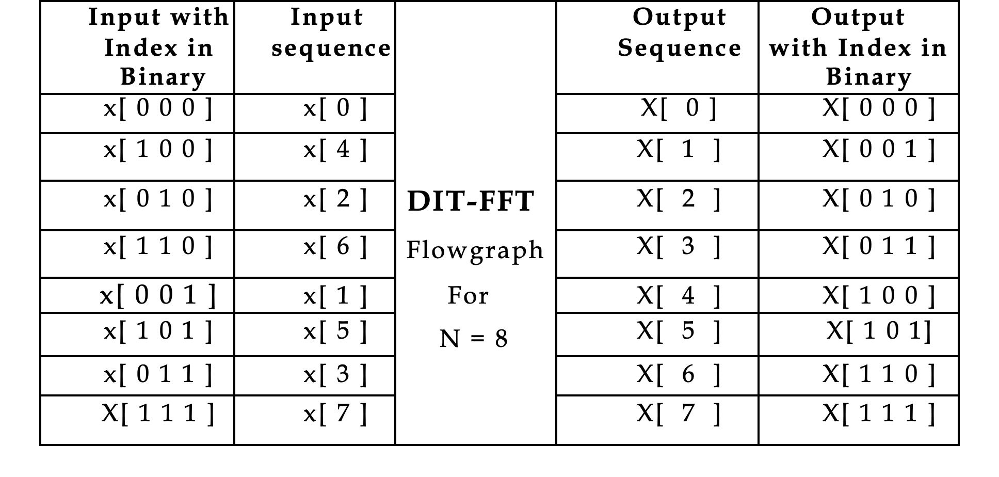 Input with Index in Binary | Input sequence | | Output Sequence | Output with Index in Binary
x[ 0 0 0 ] | x[ 0 ] | | X[ 0 ] | X[ 0 0 0 ]
x[ 1 0 0 ] | x[ 4 ] | | X[ 1 ] | X[ 0 0 1 ]
x[ 0 1 0 ] | x[ 2 ] | DIT-FFT | X[ 2 ] | X[ 0 1 0 ]
x[ 1 1 0 ] | x[ 6 ] | Flowgraph | X[ 3 ] | X[ 0 1 1 ]
x[ 0 0 1 ] | x[ 1 ] | For | X[ 4 ] | X[ 1 0 0 ]
x[ 1 0 1 ] | x[ 5 ] | N = 8 | X[ 5 ] | X[ 1 0 1]
x[ 0 1 1 ] | x[ 3 ] | | X[ 6 ] | X[ 1 1 0 ]
X[ 1 1 1 ] | x[ 7 ] | | X[ 7 ] | X[ 1 1 1 ]